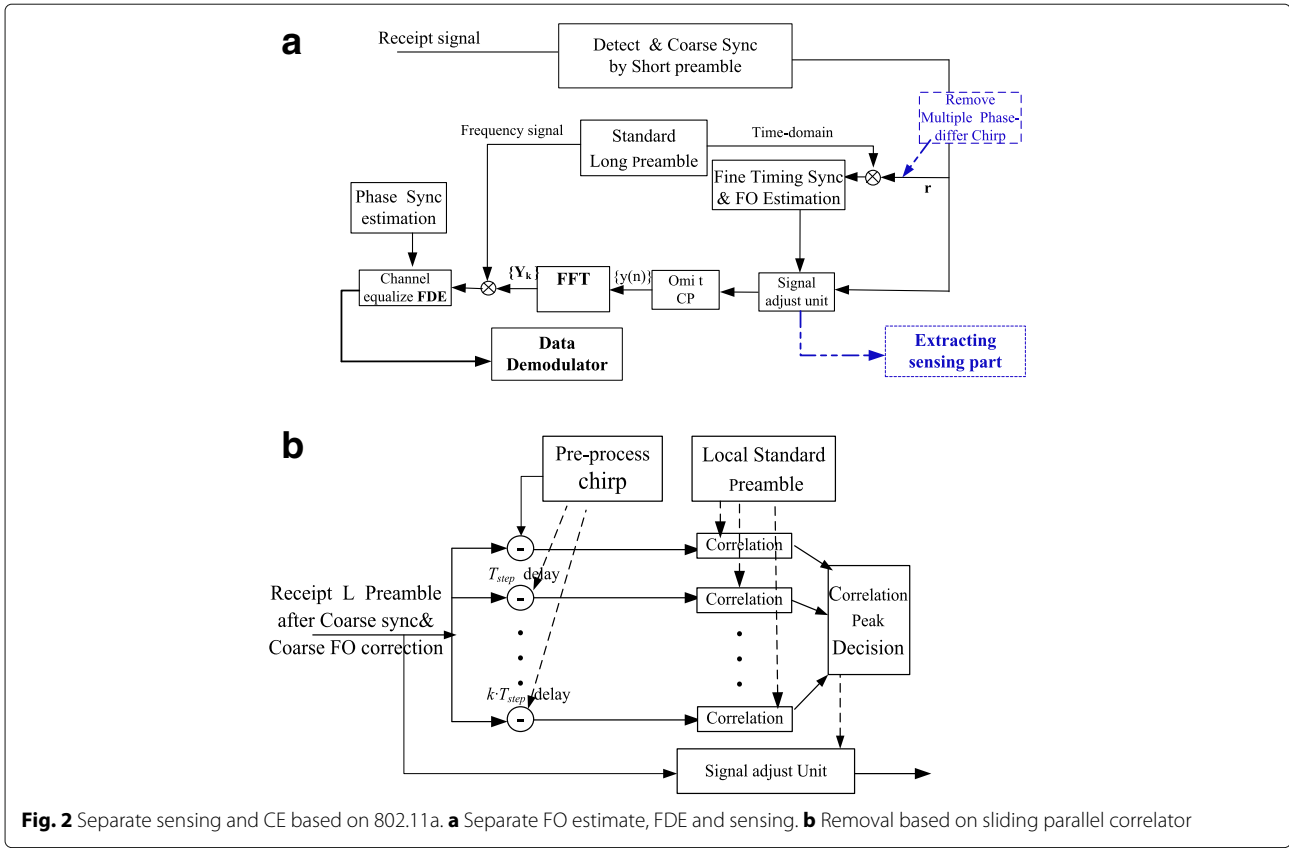 a
Receipt signal
Detect & Coarse Sync
by Short preamble
Remove
Multiple Phase-
differ Chirp
Frequency signal
Standard
Long Preamble
Time-domain
Fine Timing Sync
& FO Estimation
r
Phase Sync
estimation
Channel
equalize FDE
{Yk}
FFT
{y(n)}
Omi t
CP
Signal
adjust unit
Data
Demodulator
Extracting
sensing part
b
Pre-process
chirp
Local Standard
Preamble
-
Correlation
Tstep delay
-
Correlation
Receipt L Preamble
after Coarse sync&
Coarse FO correction
Correlation
Peak
Decision
k·Tstep delay
-
Correlation
Signal adjust Unit
Fig. 2 Separate sensing and CE based on 802.11a. a Separate FO estimate, FDE and sensing. b Removal based on sliding parallel correlator